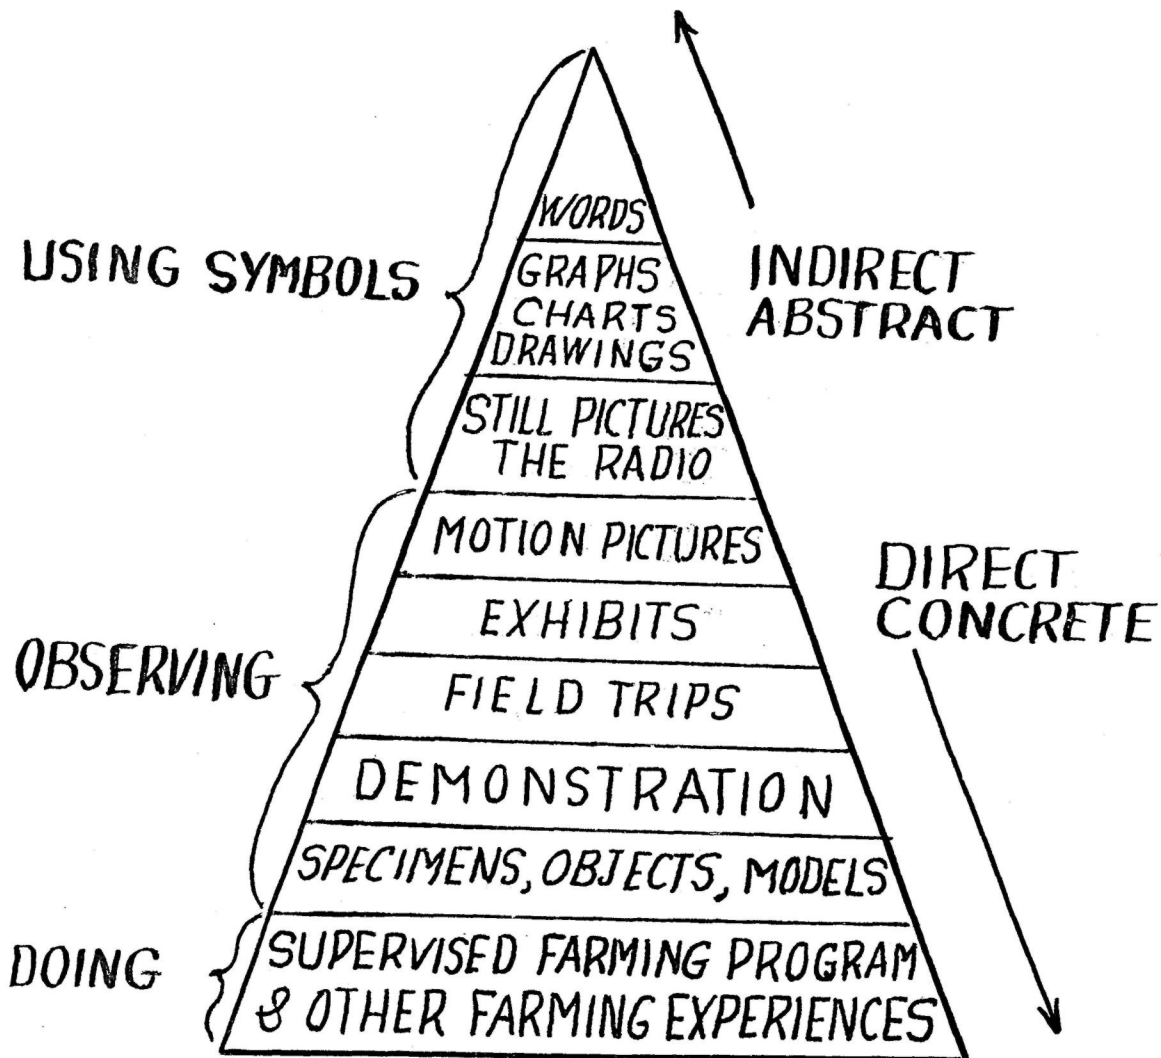 WORDS
GRAPHS
CHARTS
DRAWINGS
STILL PICTURES
THE RADIO
MOTION PICTURES
EXHIBITS
FIELD TRIPS
DEMONSTRATION
SPECIMENS, OBJECTS, MODELS
SUPERVISED FARMING PROGRAM
& OTHER FARMING EXPERIENCES
USING SYMBOLS
OBSERVING
DOING
INDIRECT
ABSTRACT
DIRECT
CONCRETE